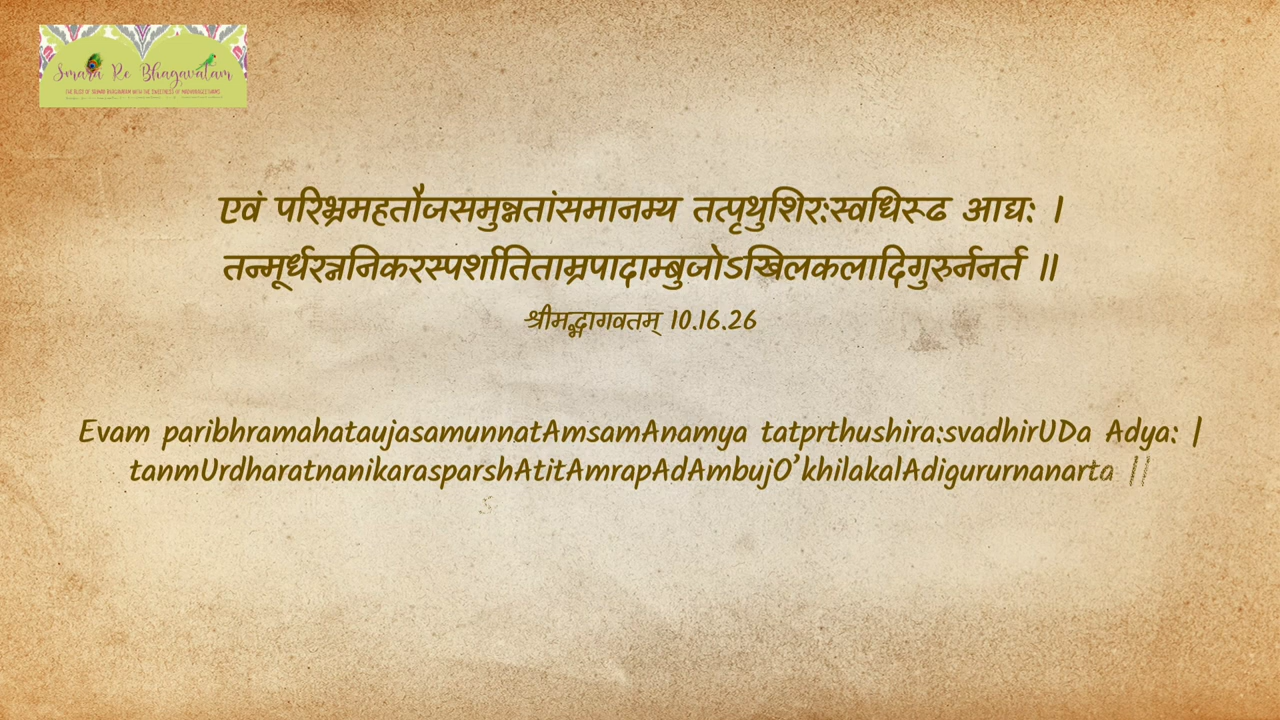 Smara Re Bhagavatam
एवं परिभ्रमहतौजसमुन्नतांसमानम्य तत्पृथुशिर:स्वधिरूढ आद्य: ।
तन्मूर्धरत्ननिकरस्पर्शातिताम्रपादाम्बुजोऽखिलकलादिगुरुर्ननर्त ॥
श्रीमद्भागवतम् 10.16.26
Evam paribhramahataujasamunnatAmsamAnamya tatprthushira:svadhirUDa Adya: |
tanmUrdharatnanikarasparshAtitAmrapAdAmbujO’khilakalAdigururnanarta ||
S